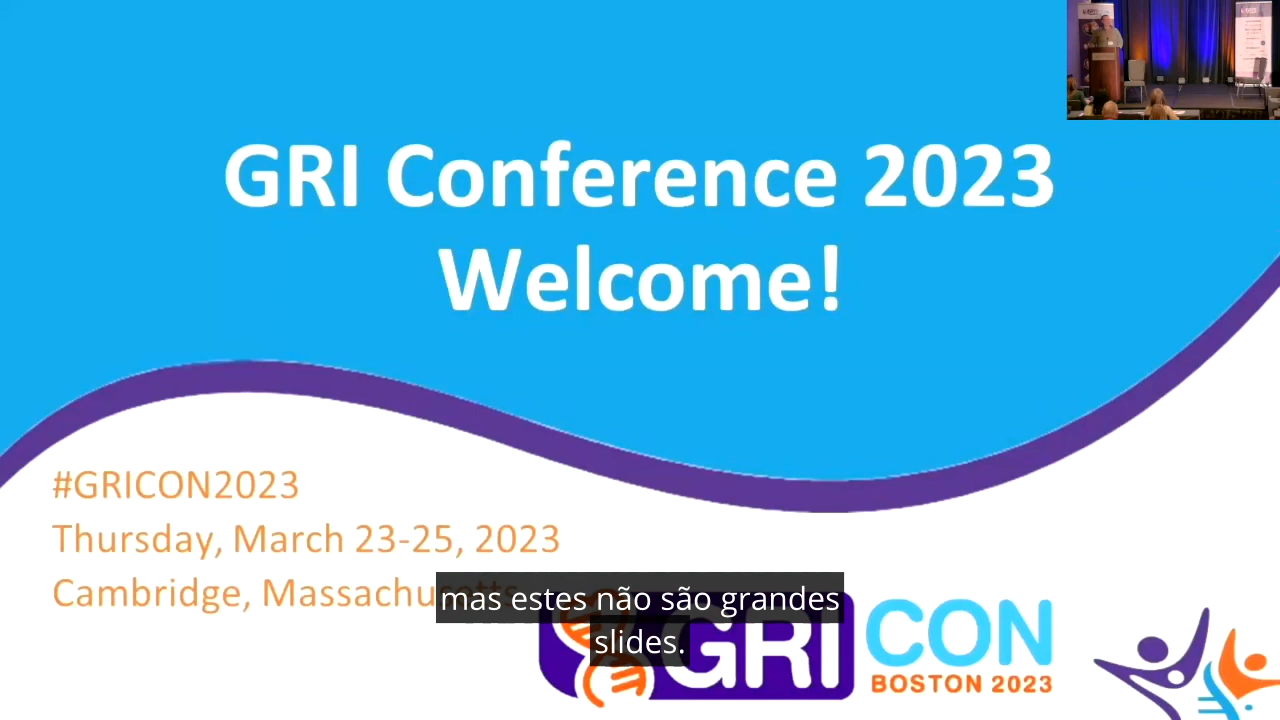 GRI Conference 2023
Welcome!
#GRICON2023
Thursday, March 23-25, 2023
Cambridge, Massachusetts
mas estes não são grandes
slides.
GRI CON
BOSTON 2023